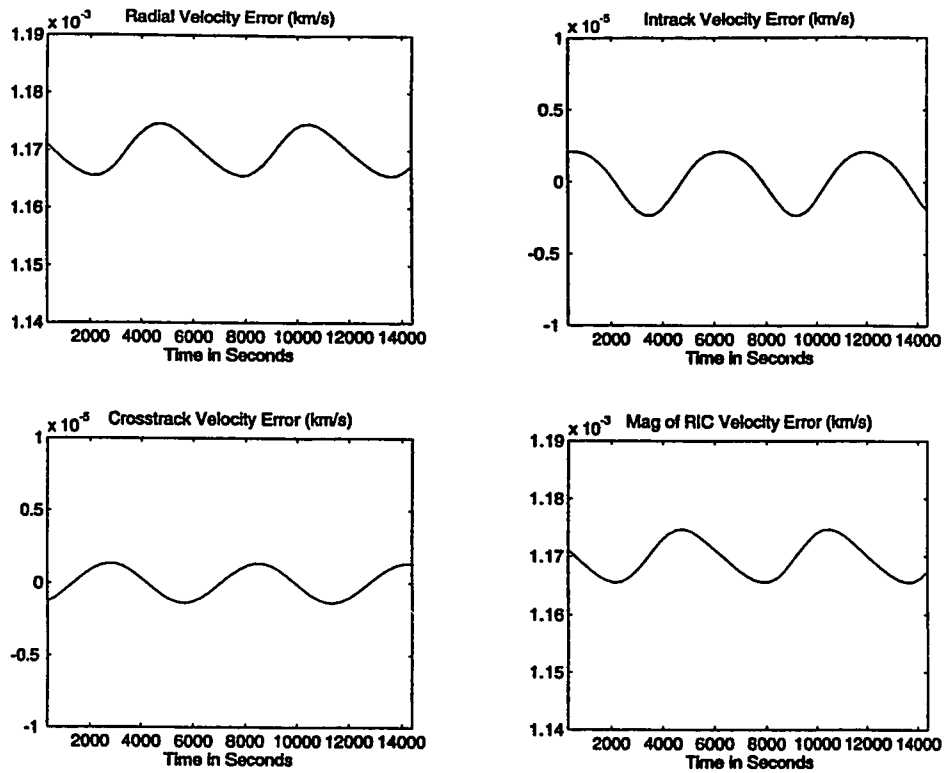 Radial Velocity Error (km/s)
x 10^-3
1.19
1.18
1.17
1.16
1.15
1.14
2000 4000 6000 8000 10000 12000 14000
Time in Seconds
Intrack Velocity Error (km/s)
x 10^-5
1
0.5
0
-0.5
-1
2000 4000 6000 8000 10000 12000 14000
Time in Seconds
Crosstrack Velocity Error (km/s)
x 10^-5
1
0.5
0
-0.5
-1
2000 4000 6000 8000 10000 12000 14000
Time in Seconds
Mag of RIC Velocity Error (km/s)
x 10^-3
1.19
1.18
1.17
1.16
1.15
1.14
2000 4000 6000 8000 10000 12000 14000
Time in Seconds